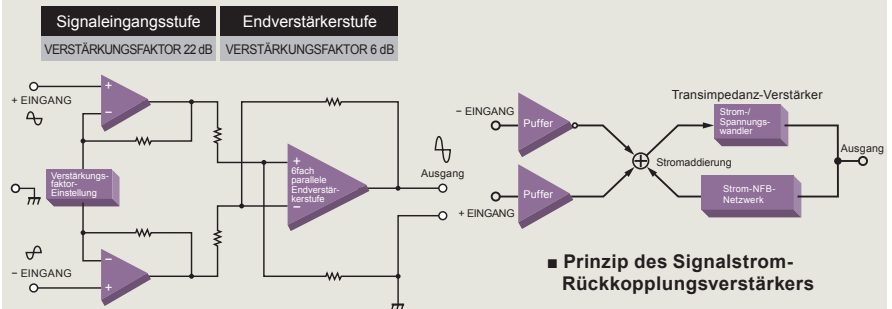 Signaleingangsstufe
Endverstärkerstufe
VERSTÄRKUNGSFAKTOR 22 dB
VERSTÄRKUNGSFAKTOR 6 dB
+ EINGANG
+
−
Verstärkungs-
faktor-
Einstellung
−
+
− EINGANG
+
6fach
parallele
Endverstär-
kerstufe
−
Ausgang
− EINGANG
Puffer
Puffer
+ EINGANG
Stromaddierung
Transimpedanz-Verstärker
Strom-/
Spannungs-
wandler
Strom-NFB-
Netzwerk
Ausgang
■ Prinzip des Signalstrom-
Rückkopplungsverstärkers